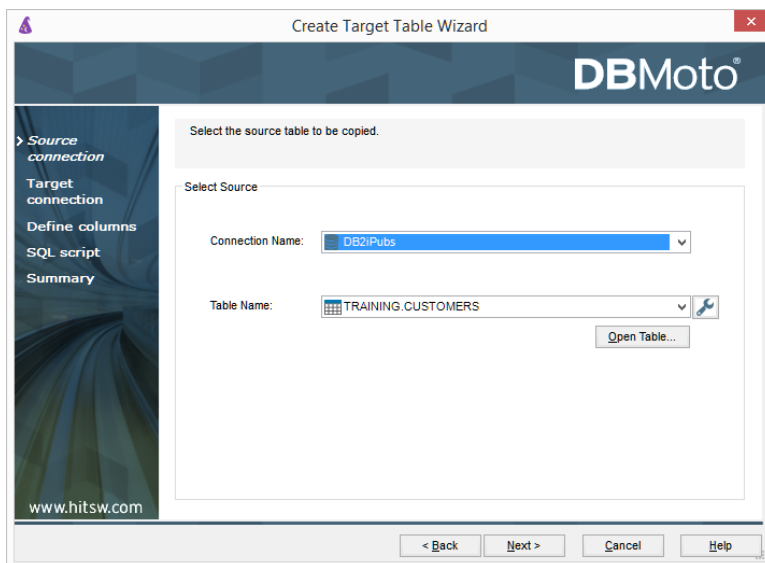 Create Target Table Wizard
DBMoto®
Source
connection
Target
connection
Define columns
SQL script
Summary
www.hitsw.com
Select the source table to be copied.
Select Source
Connection Name: DB2iPubs
Table Name: TRAINING.CUSTOMERS
Open Table...
< Back Next > Cancel Help